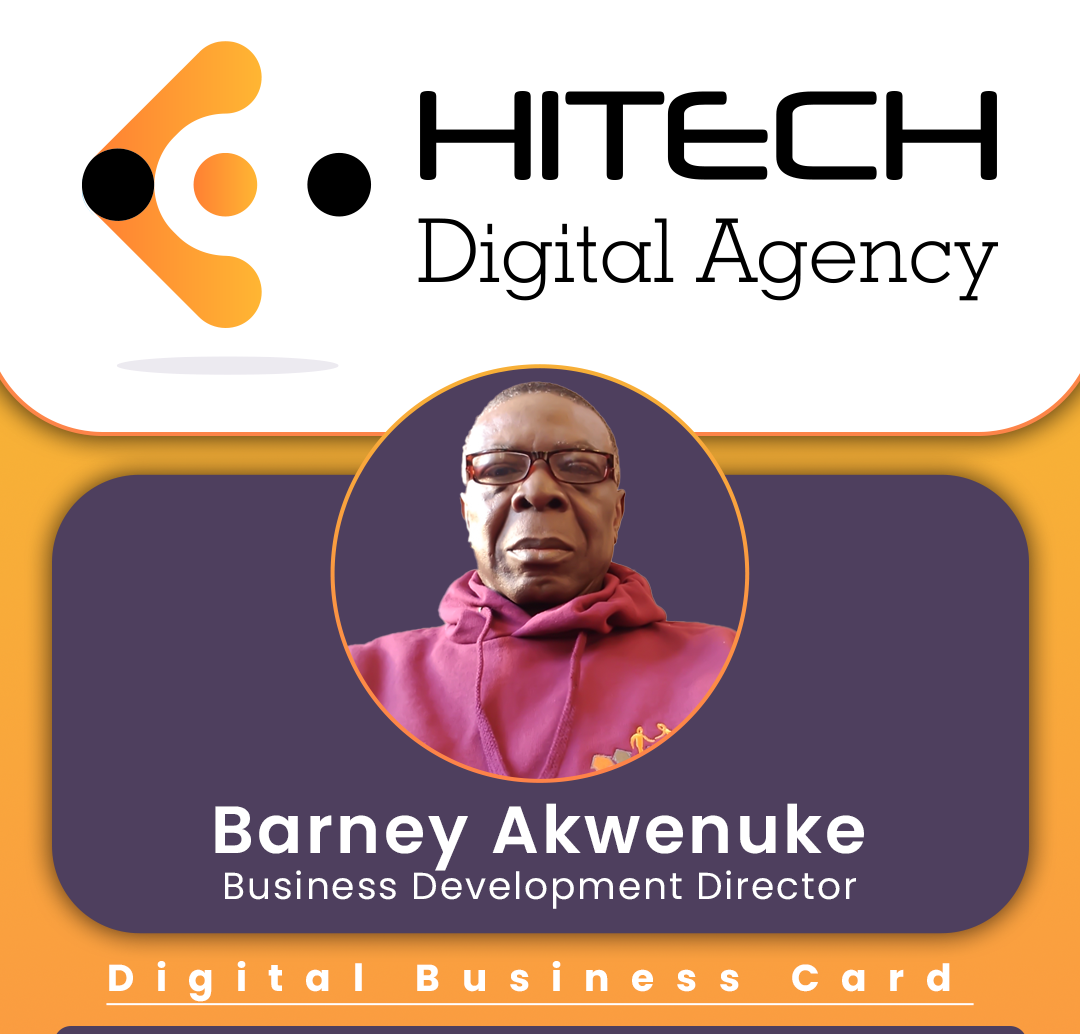 HITECH
Digital Agency
Barney Akwenuke
Business Development Director
Digital Business Card